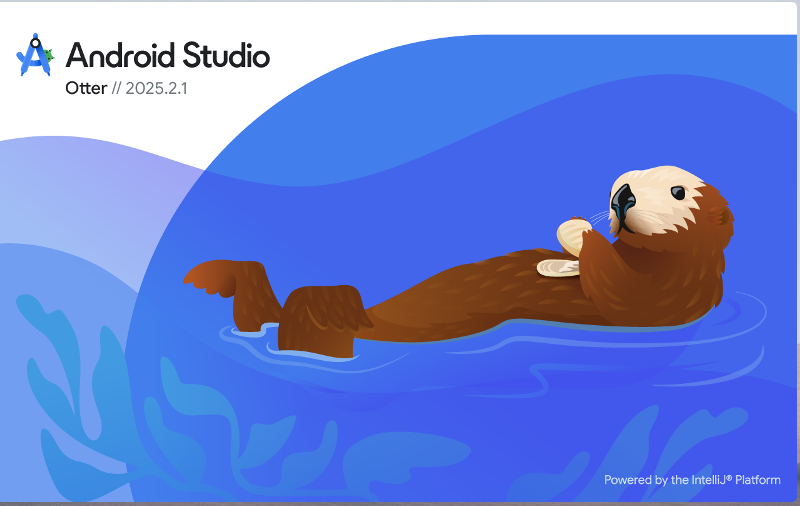 Android Studio
Otter // 2025.2.1
Powered by the IntelliJ® Platform